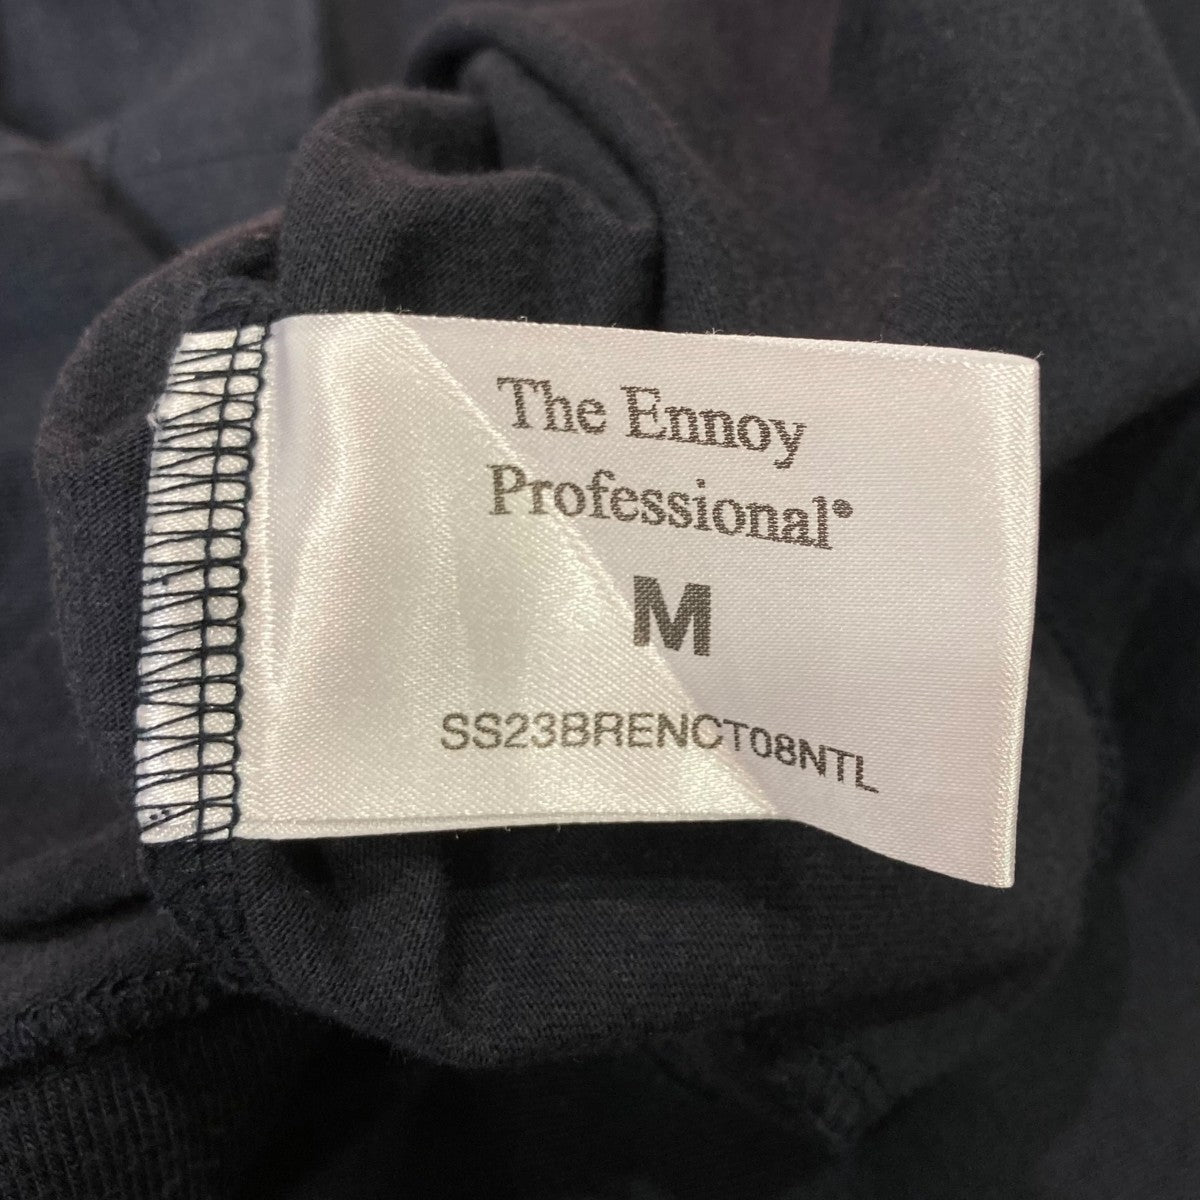 The Ennoy
Professional®
M
SS23BRENCT08NTL